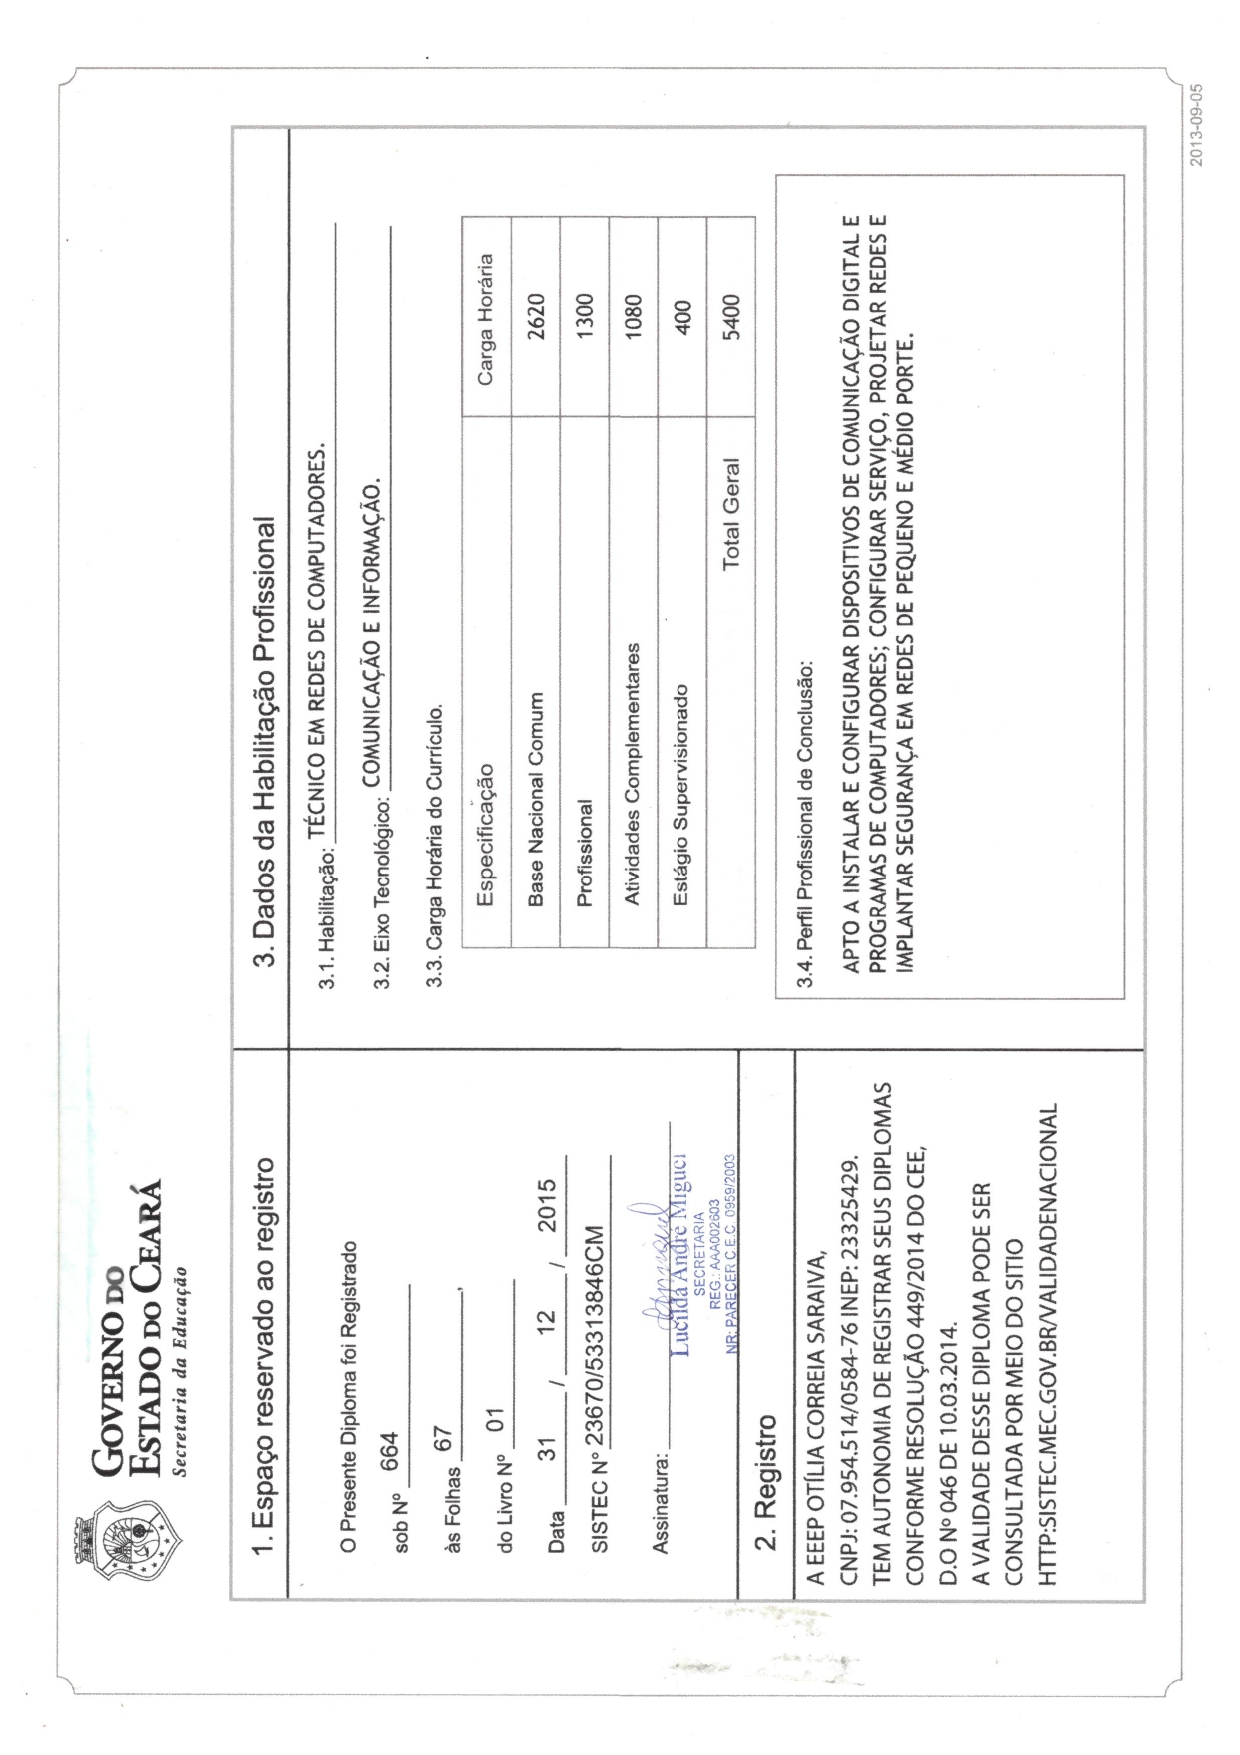 GOVERNO DO
ESTADO DO CEARÁ
Secretaria da Educação
1. Espaço reservado ao registro
O Presente Diploma foi Registrado
sob Nº 664
às Folhas 67,
do Livro Nº 01
Data 31 / 12 / 2015
SISTEC N° 23670/53313846CM
Assinatura:
Lucilda André Miguel
SECRETARIA
REG.: AAA002603
NR: PARECER C.E.C. 0959/2003
2. Registro
A EEEP OTÍLIA CORREIA SARAIVA,
CNPJ: 07.954.514/0584-76 INEP: 23325429.
TEM AUTONOMIA DE REGISTRAR SEUS DIPLOMAS
CONFORME RESOLUÇÃO 449/2014 DO CEE,
D.O Nº 046 DE 10.03.2014.
A VALIDADE DESSE DIPLOMA PODE SER
CONSULTADA POR MEIO DO SITIO
HTTP:SISTEC.MEC.GOV.BR/VALIDADENACIONAL
3. Dados da Habilitação Profissional
3.1. Habilitação: TÉCNICO EM REDES DE COMPUTADORES.
3.2. Eixo Tecnológico: COMUNICAÇÃO E INFORMAÇÃO.
3.3. Carga Horária do Currículo.
Especificação Carga Horária
Base Nacional Comum 2620
Profissional 1300
Atividades Complementares 1080
Estágio Supervisionado 400
Total Geral 5400
3.4. Perfil Profissional de Conclusão:
APTO A INSTALAR E CONFIGURAR DISPOSITIVOS DE COMUNICAÇÃO DIGITAL E
PROGRAMAS DE COMPUTADORES; CONFIGURAR SERVIÇO, PROJETAR REDES E
IMPLANTAR SEGURANÇA EM REDES DE PEQUENO E MÉDIO PORTE.
2013-09-05